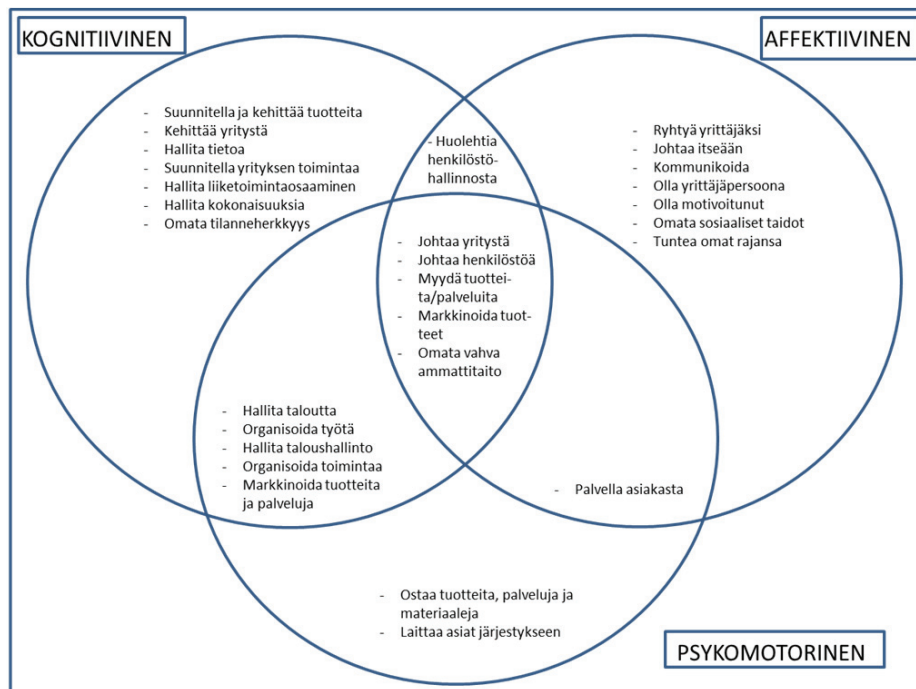 KOGNITIIVINEN
AFFEKTIIVINEN
- Suunnitella ja kehittää tuotteita
- Kehittää yritystä
- Hallita tietoa
- Suunnitella yrityksen toimintaa
- Hallita liiketoimintaosaaminen
- Hallita kokonaisuuksia
- Omata tilanneherkkyys
- Huolehtia
henkilöstö-
hallinnosta
- Ryhtyä yrittäjäksi
- Johtaa itseään
- Kommunikoida
- Olla yrittäjäpersoona
- Olla motivoitunut
- Omata sosiaaliset taidot
- Tuntea omat rajansa
- Johtaa yritystä
- Johtaa henkilöstöä
- Myydä tuottei-
ta/palveluita
- Markkinoida tuot-
teet
- Omata vahva
ammattitaito
- Hallita taloutta
- Organisoida työtä
- Hallita taloushallinto
- Organisoida toimintaa
- Markkinoida tuotteita
ja palveluja
- Palvella asiakasta
- Ostaa tuotteita, palveluja ja
materiaaleja
- Laittaa asiat järjestykseen
PSYKOMOTORINEN